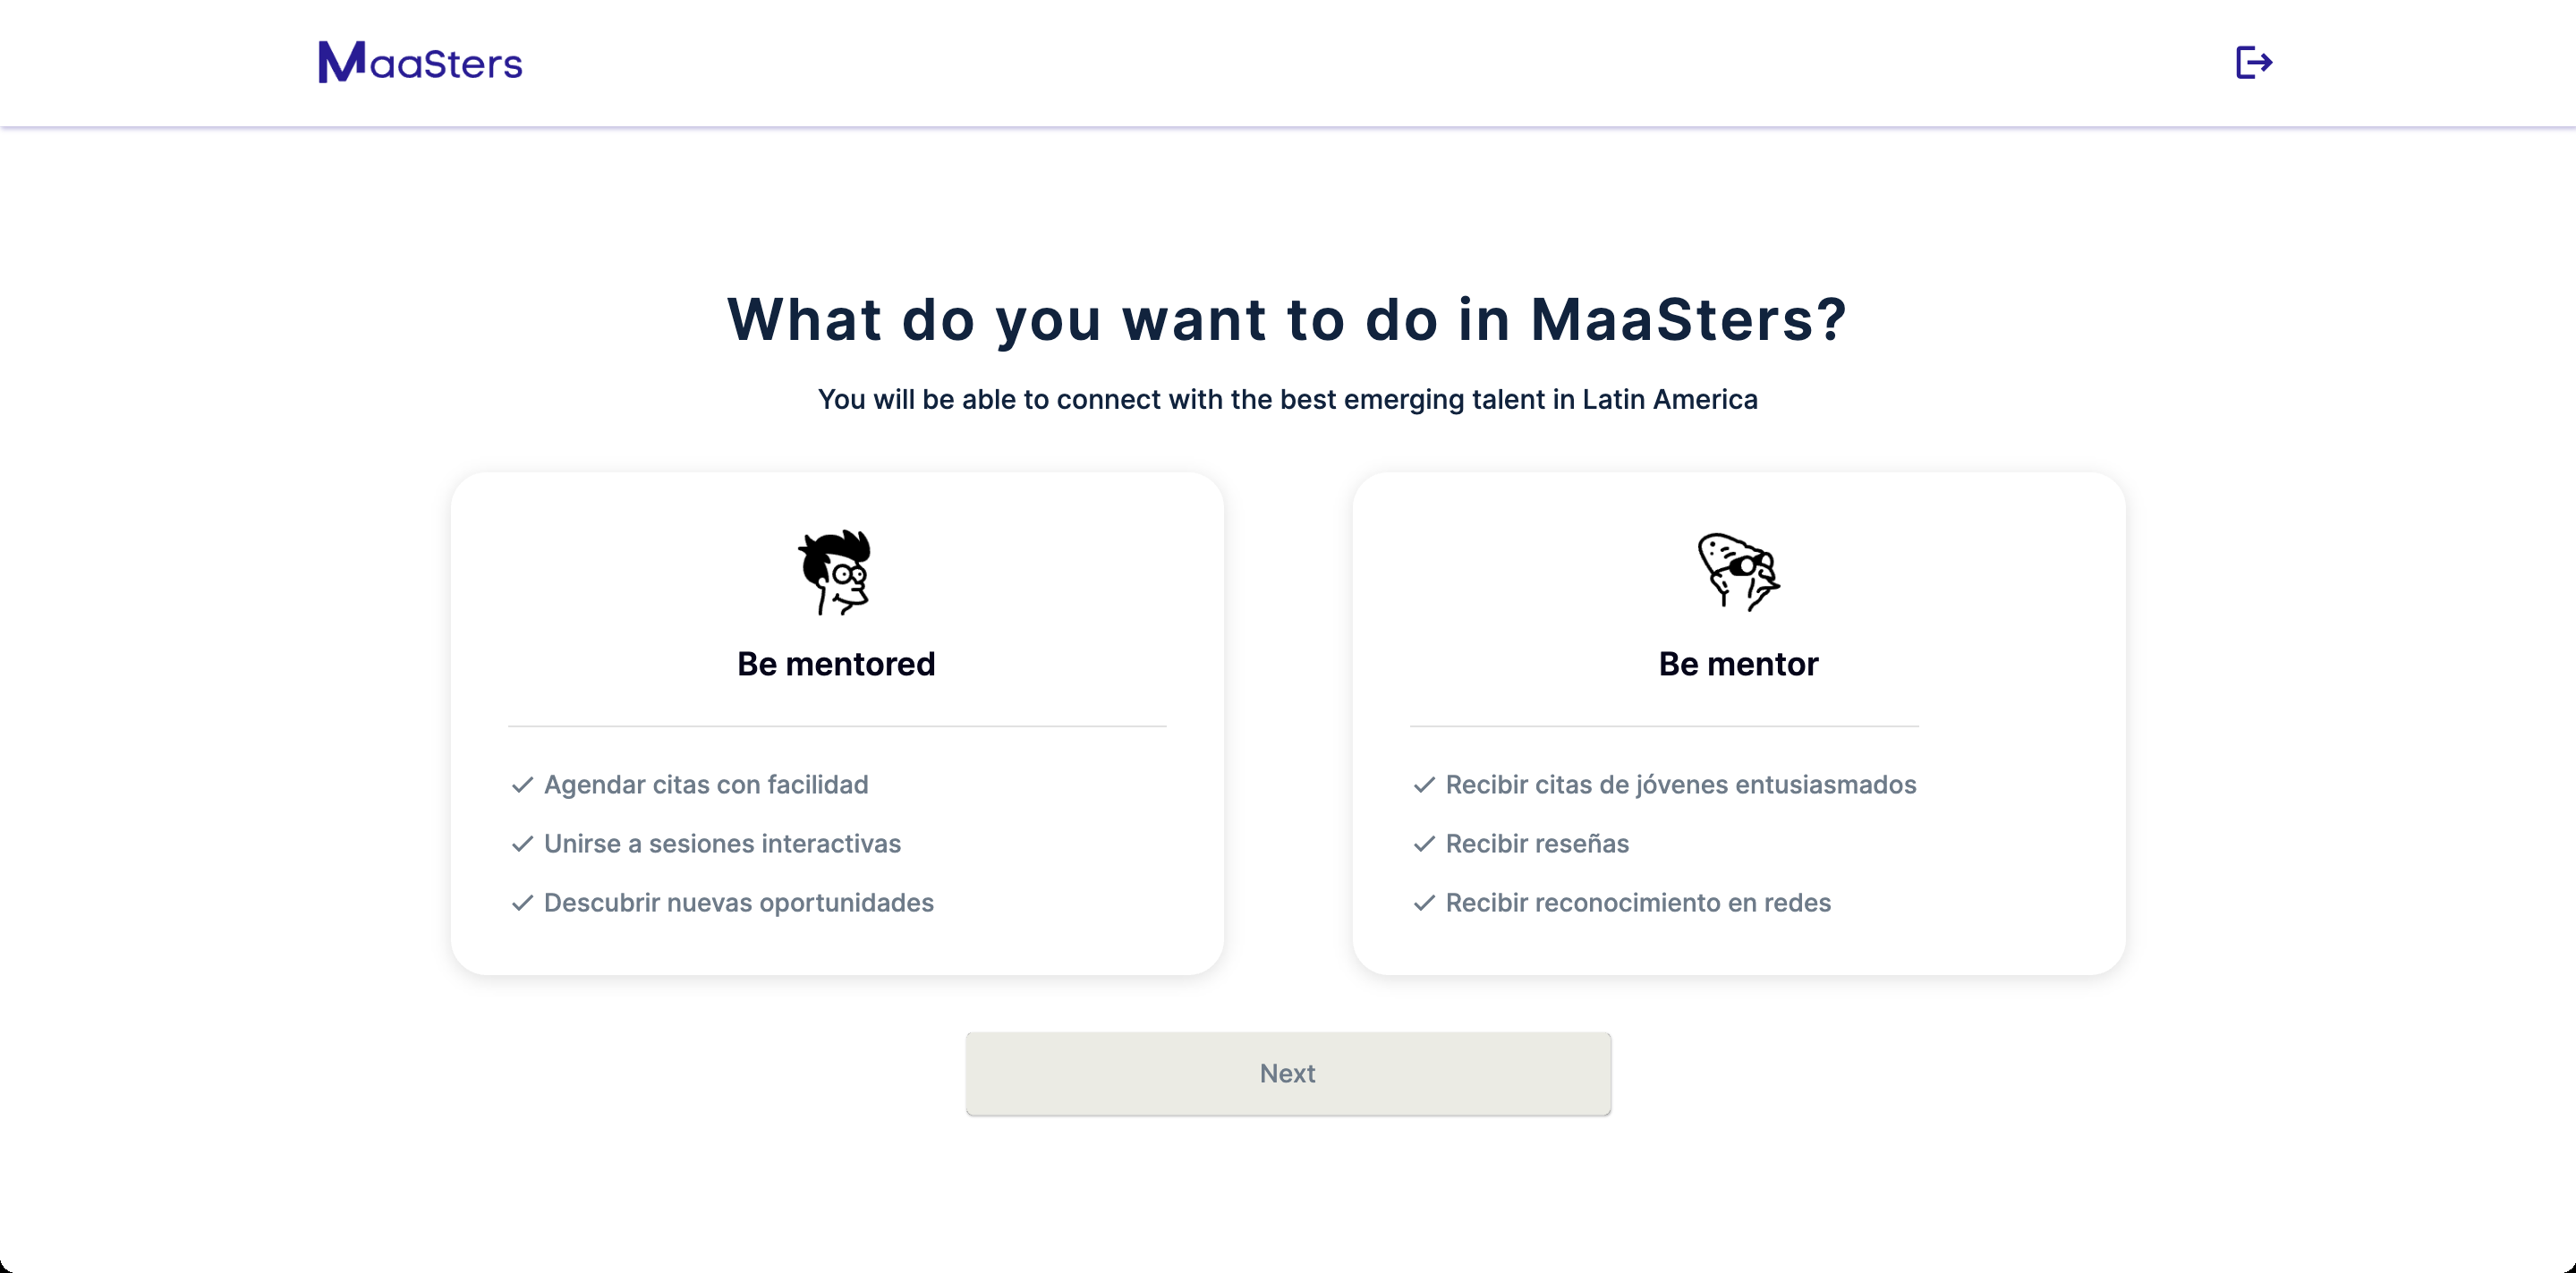 MaaSters
What do you want to do in MaaSters?
You will be able to connect with the best emerging talent in Latin America
Be mentored
Agendar citas con facilidad
Unirse a sesiones interactivas
Descubrir nuevas oportunidades
Be mentor
Recibir citas de jóvenes entusiasmados
Recibir reseñas
Recibir reconocimiento en redes
Next